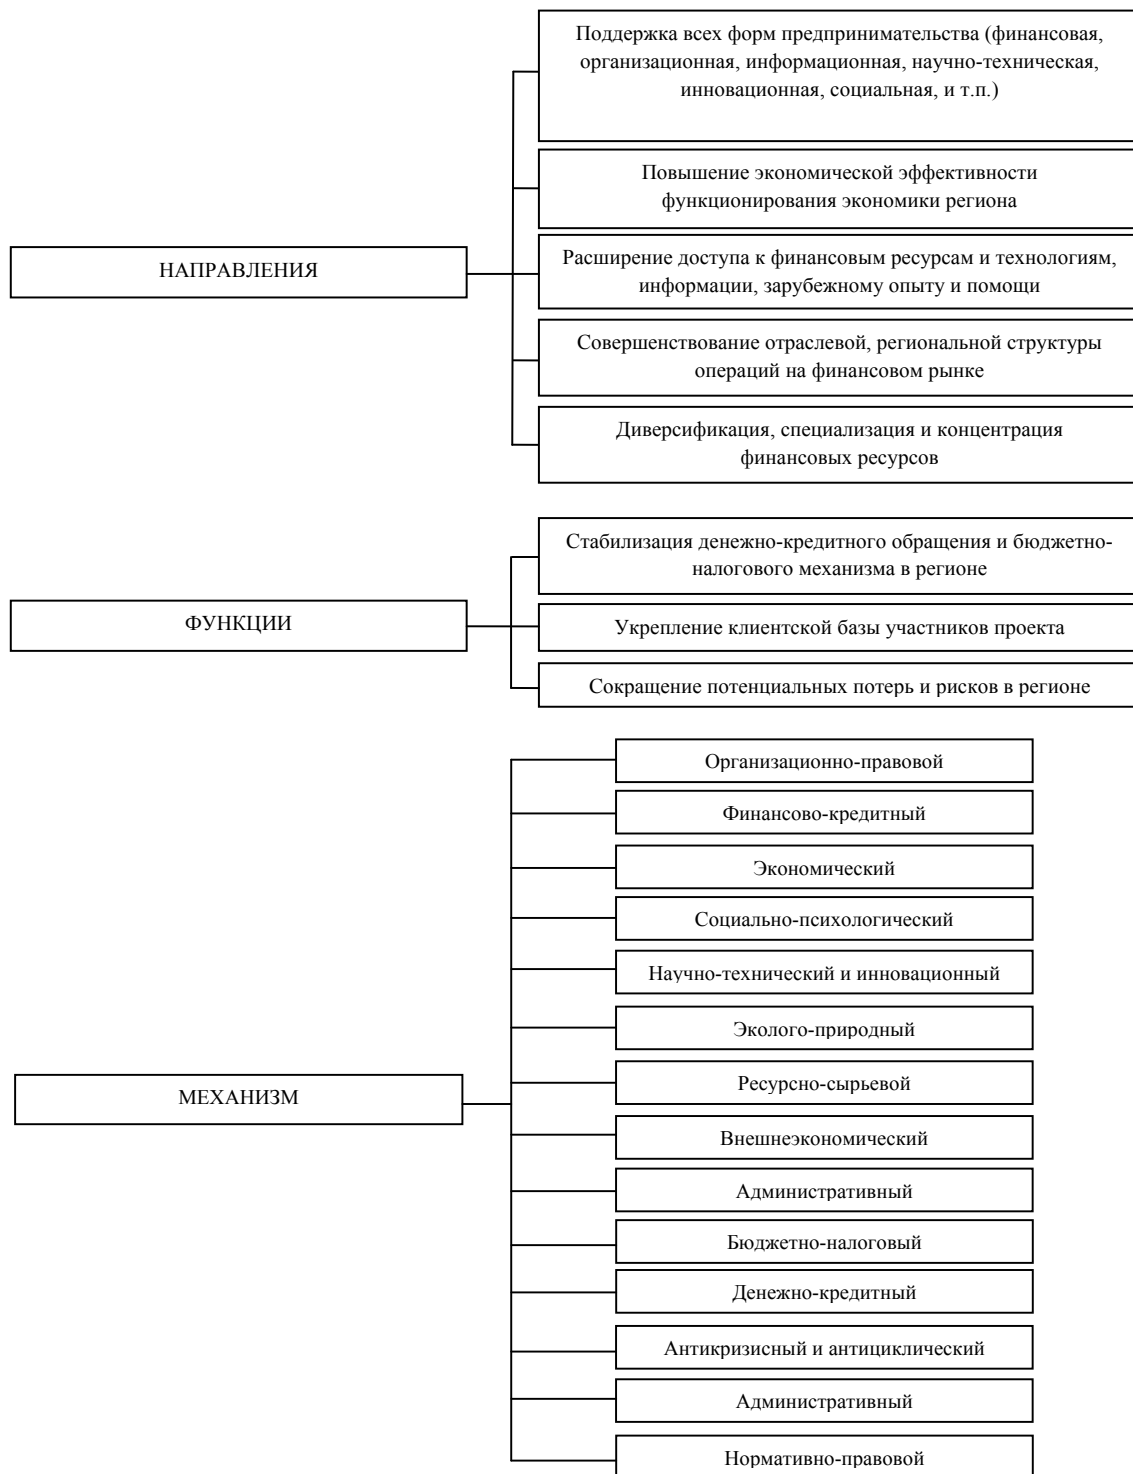 Поддержка всех форм предпринимательства (финансовая,
организационная, информационная, научно-техническая,
инновационная, социальная, и т.п.)
Повышение экономической эффективности
функционирования экономики региона
НАПРАВЛЕНИЯ
Расширение доступа к финансовым ресурсам и технологиям,
информации, зарубежному опыту и помощи
Совершенствование отраслевой, региональной структуры
операций на финансовом рынке
Диверсификация, специализация и концентрация
финансовых ресурсов
Стабилизация денежно-кредитного обращения и бюджетно-
налогового механизма в регионе
ФУНКЦИИ
Укрепление клиентской базы участников проекта
Сокращение потенциальных потерь и рисков в регионе
Организационно-правовой
Финансово-кредитный
Экономический
Социально-психологический
Научно-технический и инновационный
Эколого-природный
Ресурсно-сырьевой
МЕХАНИЗМ
Внешнеэкономический
Административный
Бюджетно-налоговый
Денежно-кредитный
Антикризисный и антициклический
Административный
Нормативно-правовой